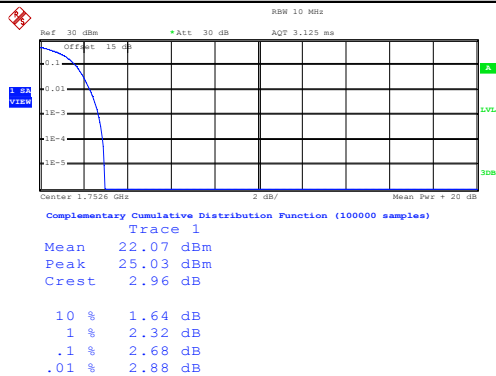 RBW 10 MHz
Ref 30 dBm *Att 30 dB AQT 3.125 ms
Offset 15 dB
0.1
A
1 SA
VIEW
0.01
1E-3
LVL
1E-4
1E-5
3DB
Center 1.7526 GHz 2 dB/ Mean Pwr + 20 dB
Complementary Cumulative Distribution Function (100000 samples)
Trace 1
Mean 22.07 dBm
Peak 25.03 dBm
Crest 2.96 dB
10 % 1.64 dB
1 % 2.32 dB
.1 % 2.68 dB
.01 % 2.88 dB